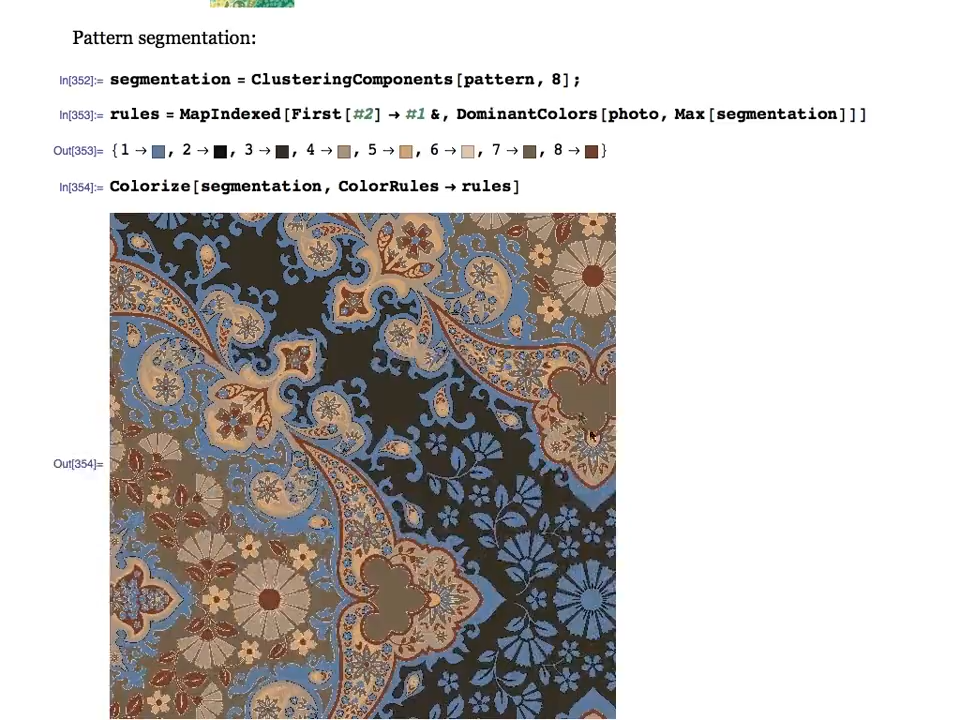 Pattern segmentation:
In[352]:= segmentation = ClusteringComponents[pattern, 8];
In[353]:= rules = MapIndexed[First[#2] → #1 &, DominantColors[photo, Max[segmentation]]]
Out[353]= {1 → , 2 → , 3 → , 4 → , 5 → , 6 → , 7 → , 8 → }
In[354]:= Colorize[segmentation, ColorRules → rules]
Out[354]=